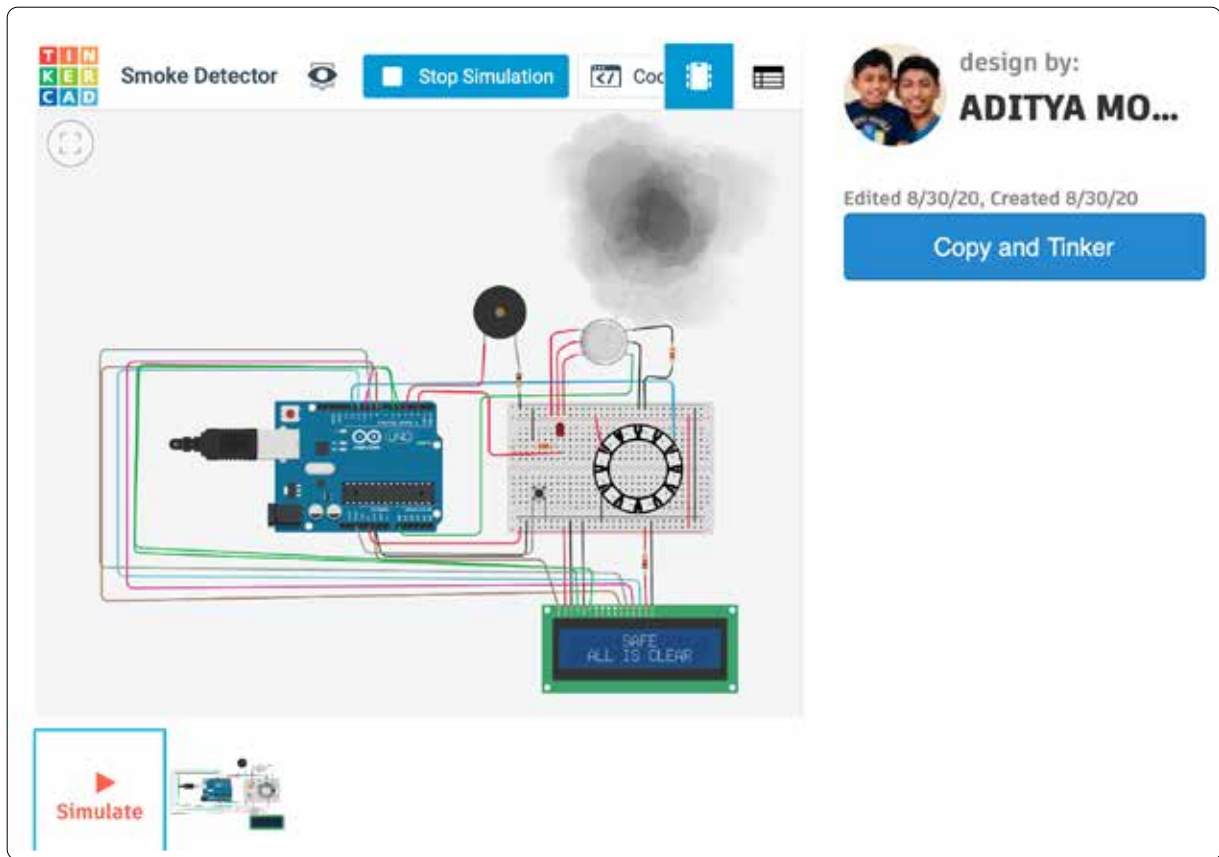 TIN
KER
CAD
Smoke Detector
Stop Simulation
Coc
design by:
ADITYA MO...
Edited 8/30/20, Created 8/30/20
Copy and Tinker
UNO
SAFE
ALL IS CLEAR
Simulate